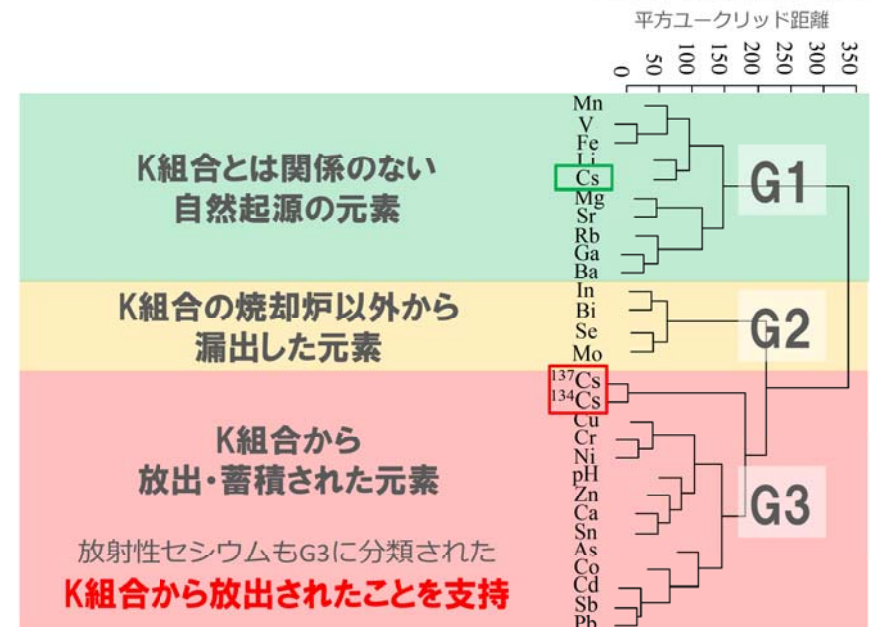 平方ユークリッド距離
0 50 100 150 200 250 300 350
K組合とは関係のない
自然起源の元素
Mn
V
Fe
Li
Cs
Mg
Sr
Rb
Ga
Ba
G1
K組合の焼却炉以外から
漏出した元素
In
Bi
Se
Mo
G2
K組合から
放出・蓄積された元素
放射性セシウムもG3に分類された
K組合から放出されたことを支持
137Cs
134Cs
Cu
Cr
Ni
pH
Zn
Ca
Sn
As
Co
Cd
Sb
Pb
G3